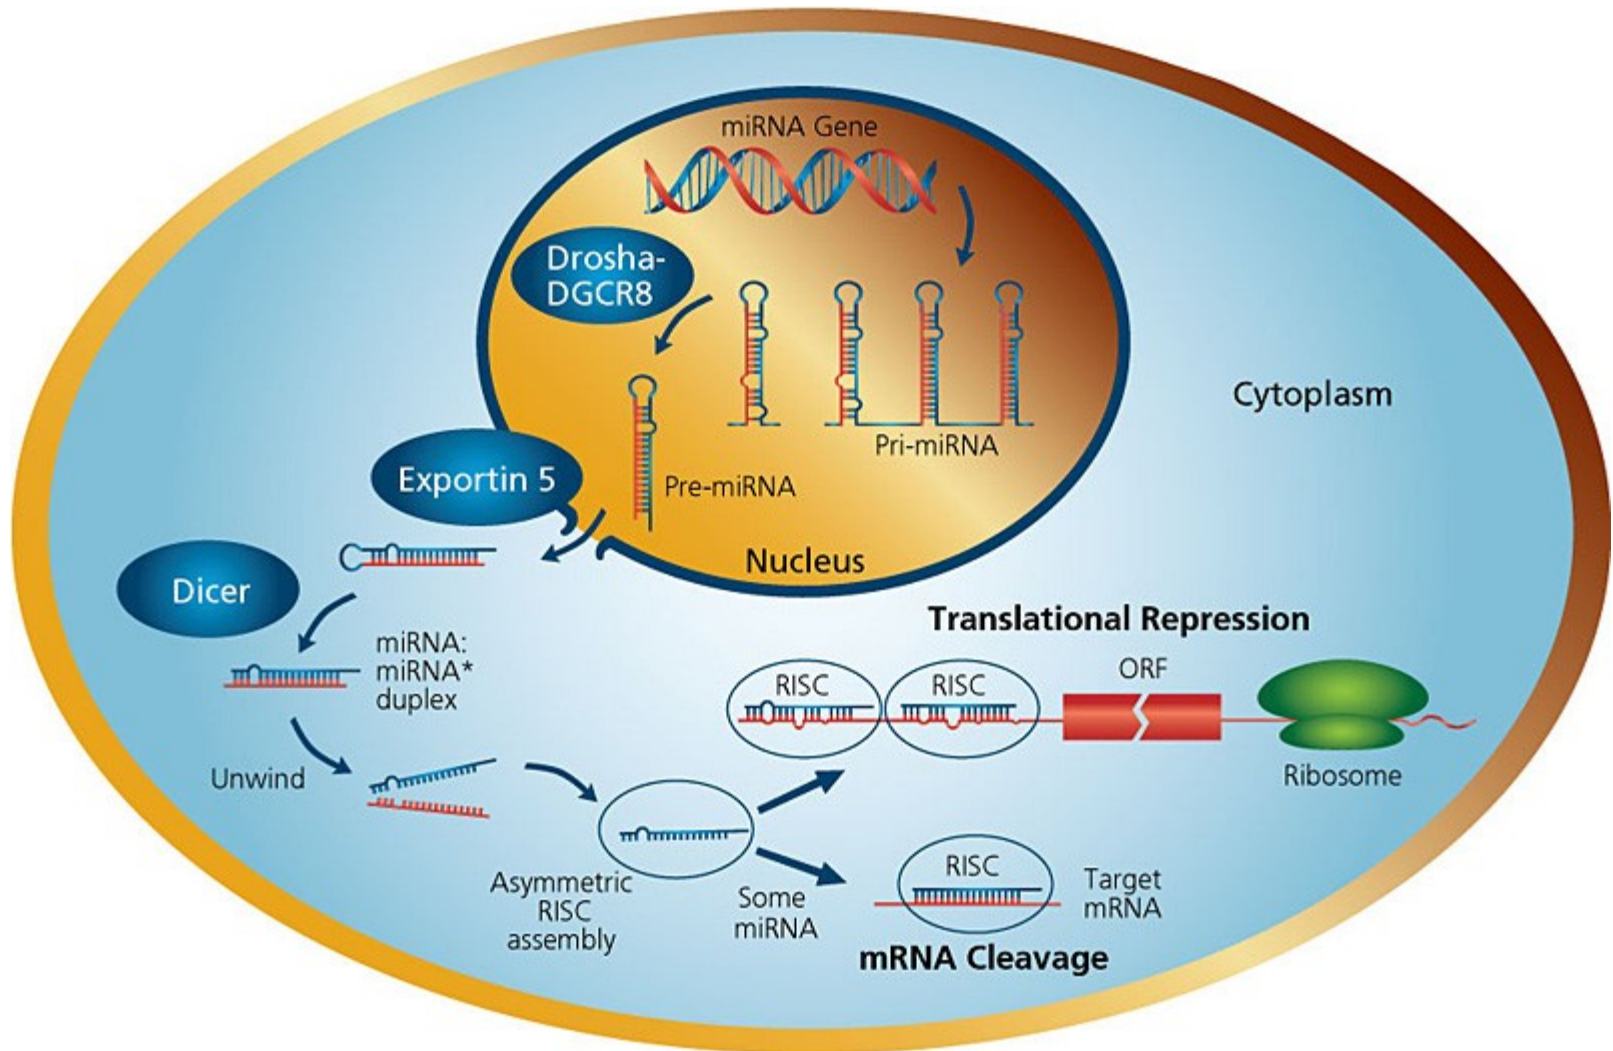 miRNA Gene
Drosha-
DGCR8
Pri-miRNA
Cytoplasm
Exportin 5
Pre-miRNA
Nucleus
Dicer
miRNA:
miRNA*
duplex
Translational Repression
RISC
RISC
ORF
Ribosome
Unwind
Asymmetric
RISC
assembly
Some
miRNA
RISC
Target
mRNA
mRNA Cleavage